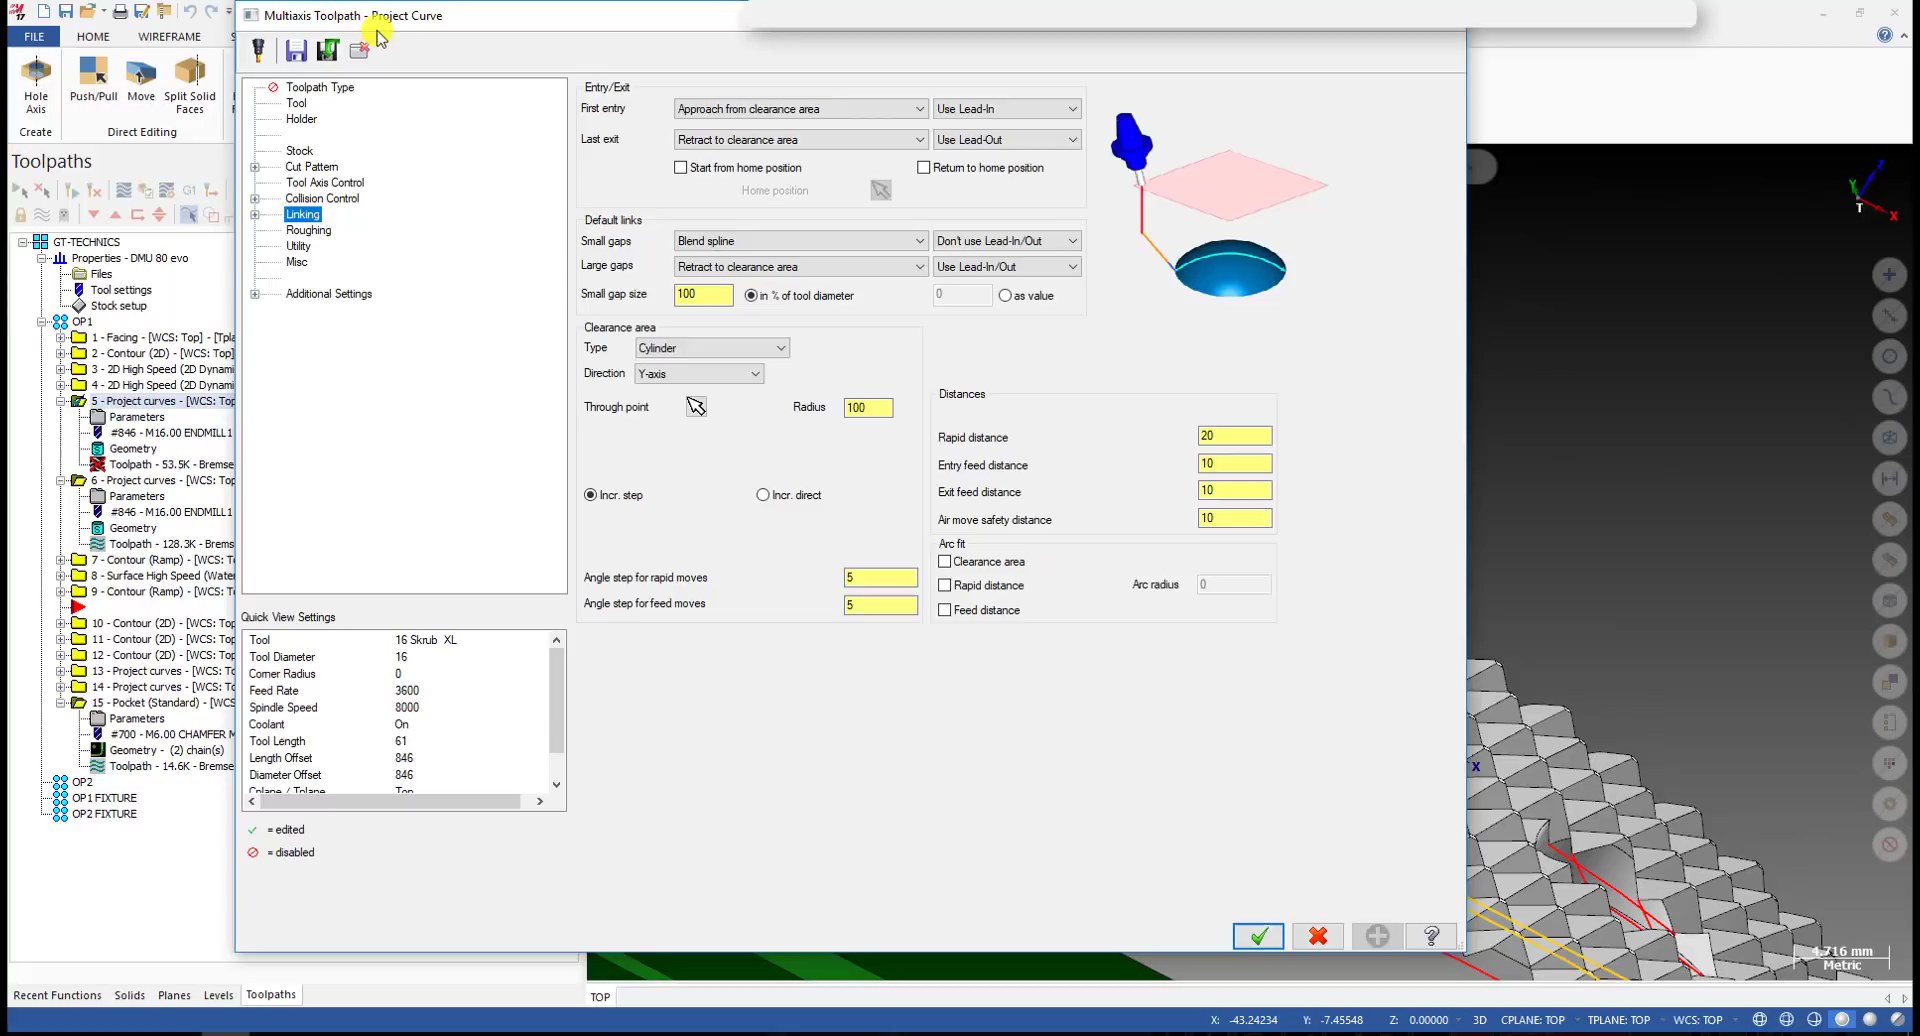 17
Multiaxis Toolpath - Project Curve
FILE HOME WIREFRAME S
Hole Axis
Push/Pull
Move
Split Solid Faces
H F
Create
Direct Editing
Toolpaths
G1
GT-TECHNICS
Properties - DMU 80 evo
Files
Tool settings
Stock setup
OP1
1 - Facing - [WCS: Top] - [Tpla
2 - Contour (2D) - [WCS: Top]
3 - 2D High Speed (2D Dynami
4 - 2D High Speed (2D Dynami
5 - Project curves - [WCS: Top
Parameters
#846 - M16.00 ENDMILL1
Geometry
Toolpath - 53.5K - Brems
6 - Project curves - [WCS: Top
Parameters
#846 - M16.00 ENDMILL1
Geometry
Toolpath - 128.3K - Brems
7 - Contour (Ramp) - [WCS: To
8 - Surface High Speed (Wate
9 - Contour (Ramp) - [WCS: To
10 - Contour (2D) - [WCS: To
11 - Contour (2D) - [WCS: To
12 - Contour (2D) - [WCS: To
13 - Project curves - [WCS: To
14 - Project curves - [WCS: To
15 - Pocket (Standard) - [WCS
Parameters
#700 - M6.00 CHAMFER M
Geometry - (2) chain(s)
Toolpath - 14.6K - Brems
OP2
OP1 FIXTURE
OP2 FIXTURE
Toolpath Type
Tool
Holder
Stock
Cut Pattern
Tool Axis Control
Collision Control
Linking
Roughing
Utility
Misc
Additional Settings
Quick View Settings
Tool 16 Skrub XL
Tool Diameter 16
Corner Radius 0
Feed Rate 3600
Spindle Speed 8000
Coolant On
Tool Length 61
Length Offset 846
Diameter Offset 846
Cplane / Tplane Top
= edited
= disabled
Entry/Exit
First entry Approach from clearance area Use Lead-In
Last exit Retract to clearance area Use Lead-Out
Start from home position Return to home position
Home position
Default links
Small gaps Blend spline Don't use Lead-In/Out
Large gaps Retract to clearance area Use Lead-In/Out
Small gap size 100 in % of tool diameter 0 as value
Clearance area
Type Cylinder
Direction Y-axis
Through point Radius 100
Incr. step Incr. direct
Angle step for rapid moves 5
Angle step for feed moves 5
Distances
Rapid distance 20
Entry feed distance 10
Exit feed distance 10
Air move safety distance 10
Arc fit
Clearance area
Rapid distance Arc radius 0
Feed distance
Y Z
T X
X
4.716 mm
Metric
Recent Functions Solids Planes Levels Toolpaths
TOP
X: -43.24234 Y: -7.45548 Z: 0.00000 3D CPLANE: TOP TPLANE: TOP WCS: TOP